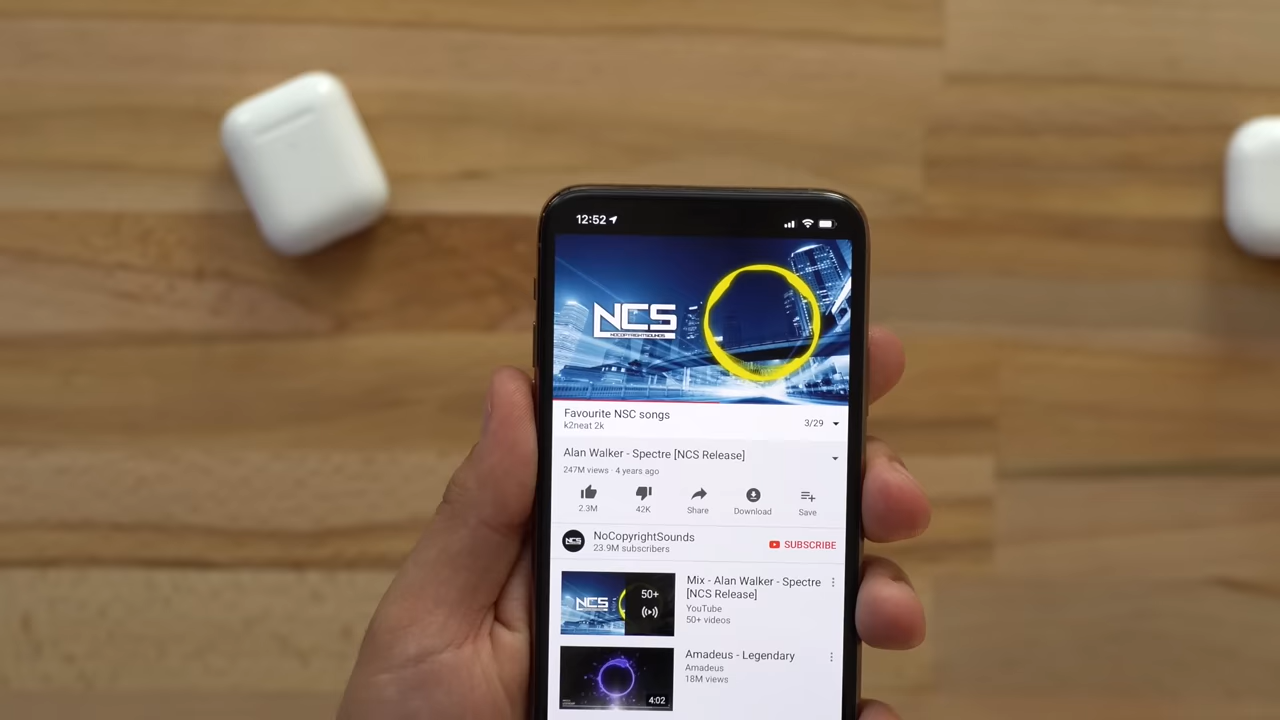 12:52
NCS
NOCOPYRIGHTSOUNDS
Favourite NSC songs
k2neat 2k
3/29
Alan Walker - Spectre [NCS Release]
247M views · 4 years ago
2.3M
42K
Share
Download
Save
NCS
NoCopyrightSounds
23.9M subscribers
SUBSCRIBE
NCS
50+
Mix - Alan Walker - Spectre
[NCS Release]
YouTube
50+ videos
4:02
Amadeus - Legendary
Amadeus
18M views